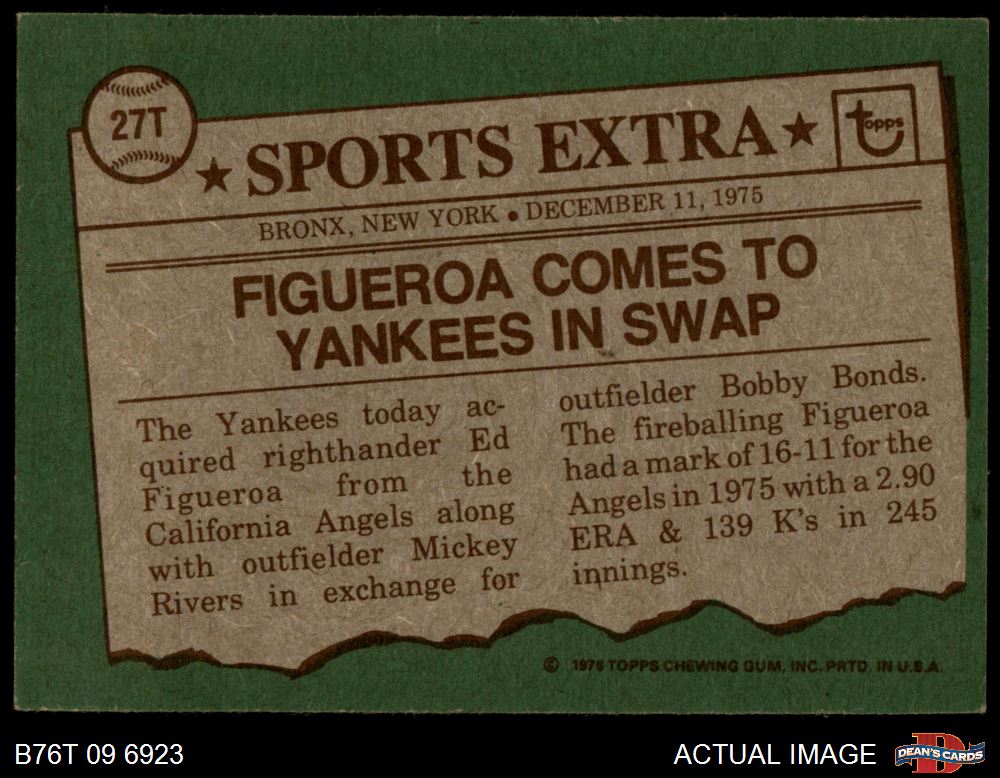 27T
SPORTS EXTRA
topps
BRONX, NEW YORK • DECEMBER 11, 1975
FIGUEROA COMES TO
YANKEES IN SWAP
The Yankees today ac-
quired righthander Ed
Figueroa from the
California Angels along
with outfielder Mickey
Rivers in exchange for
outfielder Bobby Bonds.
The fireballing Figueroa
had a mark of 16-11 for the
Angels in 1975 with a 2.90
ERA & 139 K's in 245
innings.
© 1976 TOPPS CHEWING GUM, INC. PRTD. IN U.S.A.
B76T 09 6923
ACTUAL IMAGE
DEAN'S CARDS